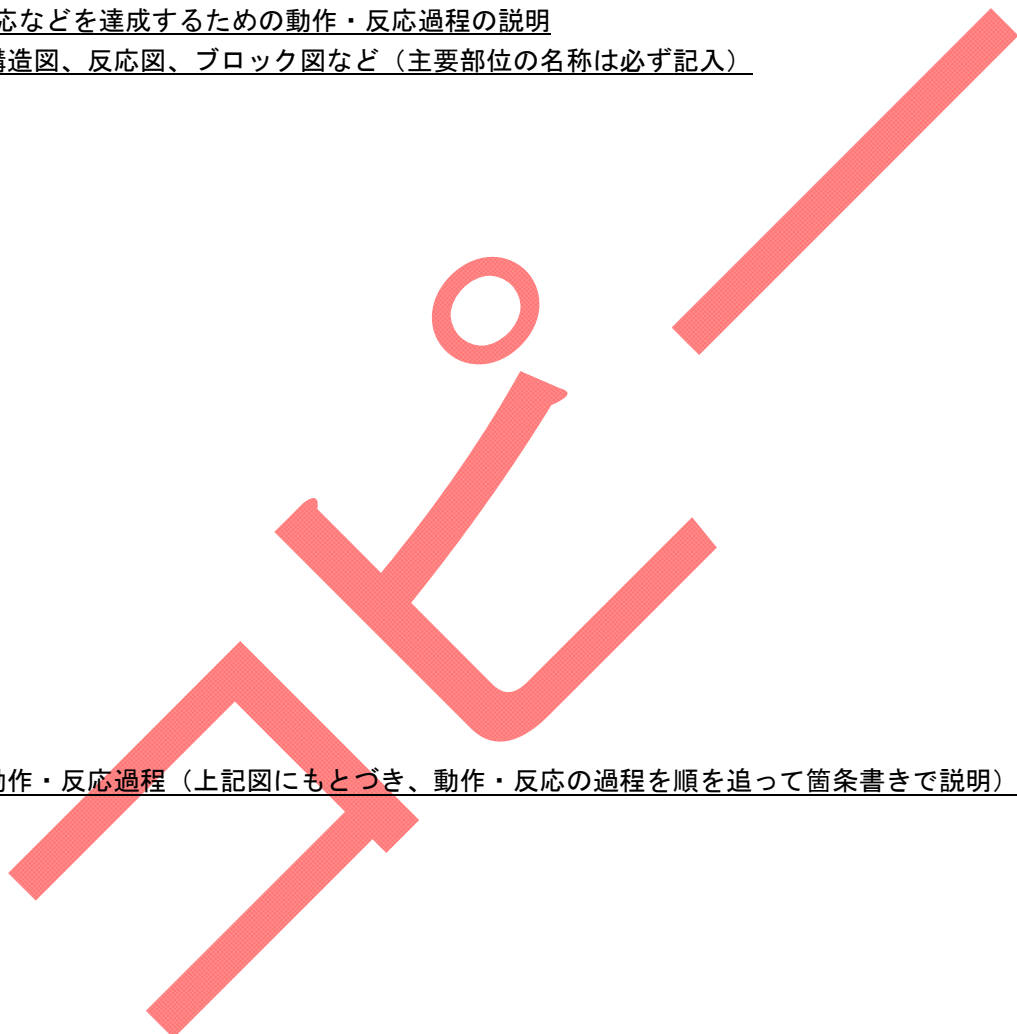 応などを達成するための動作・反応過程の説明
構造図、反応図、ブロック図など（主要部位の名称は必ず記入）
動作・反応過程（上記図にもとづき、動作・反応の過程を順を追って箇条書きで説明）
コピー